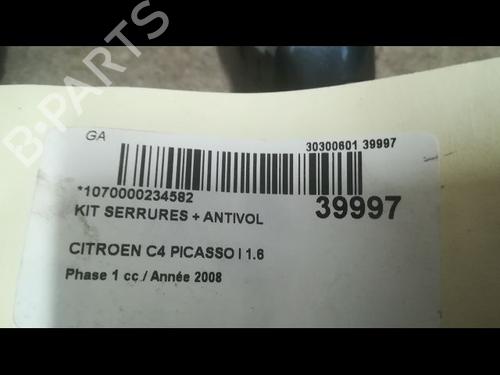 B-PARTS
GA
30300601 39997
*1070000234582
39997
KIT SERRURES + ANTIVOL
CITROEN C4 PICASSO I 1.6
Phase 1 cc / Année 2008